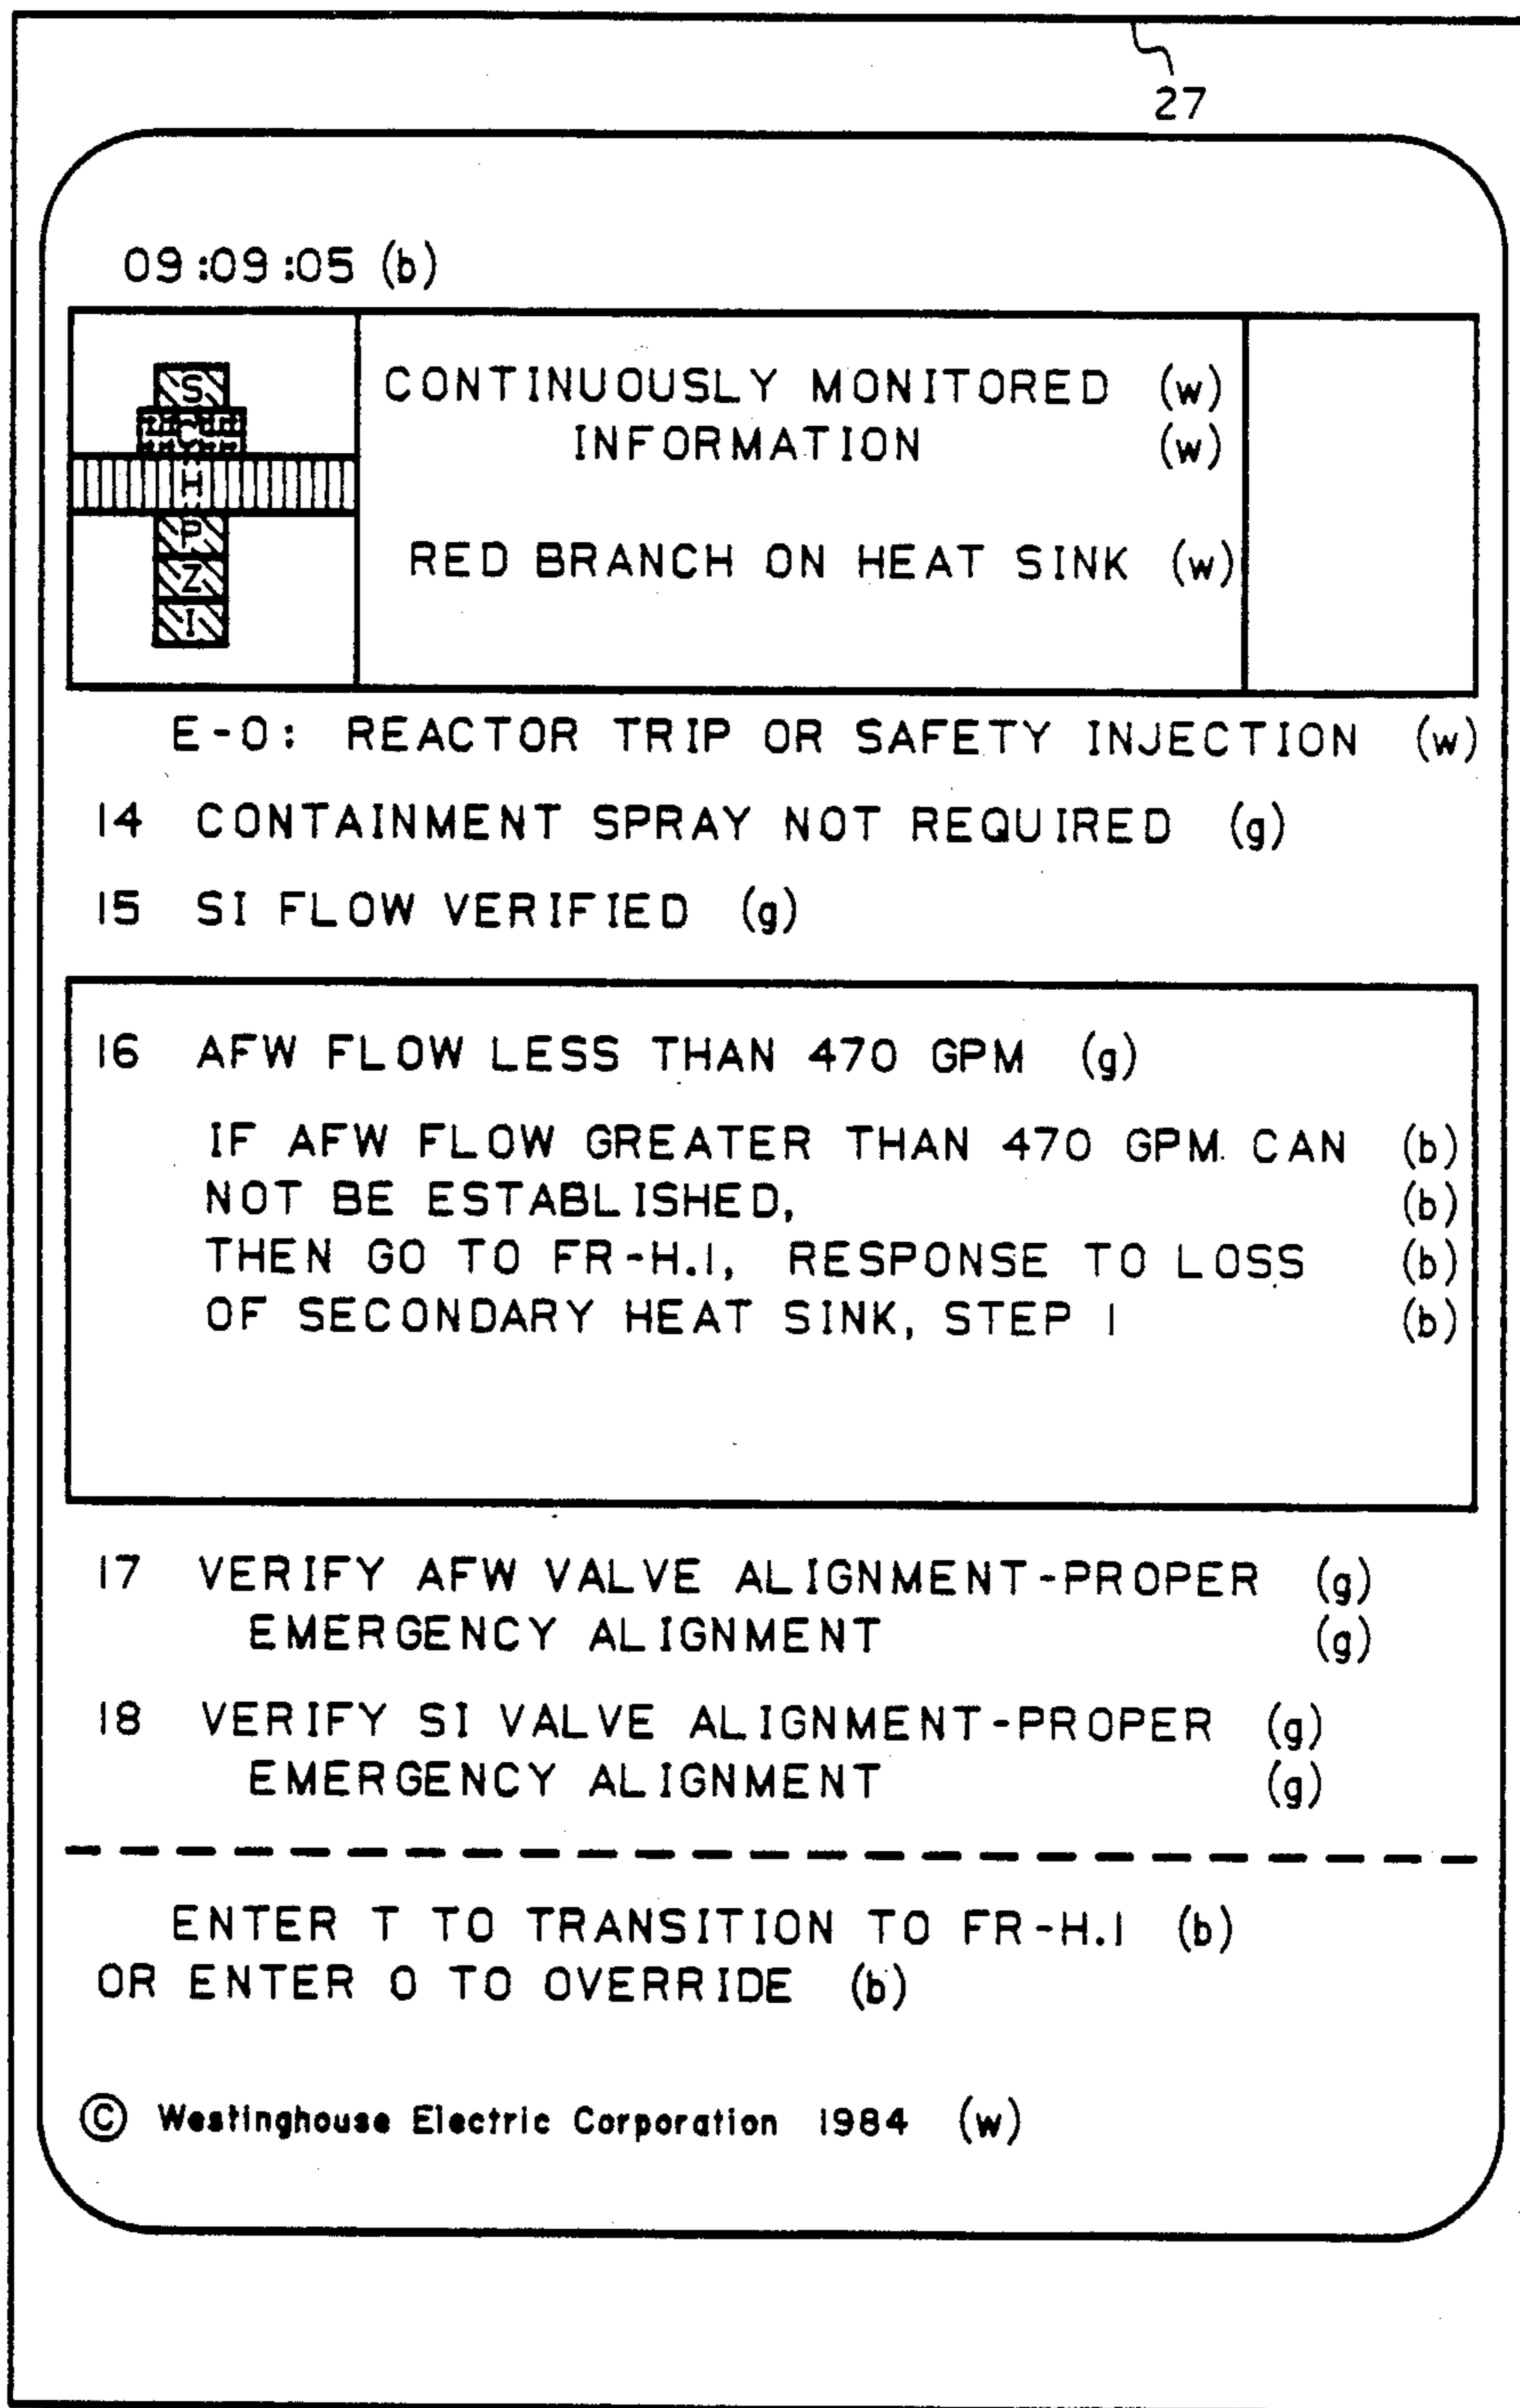 27
09:09:05 (b)
S
C
H
P
Z
I
CONTINUOUSLY MONITORED (w)
INFORMATION (w)
RED BRANCH ON HEAT SINK (w)
E-0: REACTOR TRIP OR SAFETY INJECTION (w)
14 CONTAINMENT SPRAY NOT REQUIRED (g)
15 SI FLOW VERIFIED (g)
16 AFW FLOW LESS THAN 470 GPM (g)
IF AFW FLOW GREATER THAN 470 GPM CAN (b)
NOT BE ESTABLISHED, (b)
THEN GO TO FR-H.1, RESPONSE TO LOSS (b)
OF SECONDARY HEAT SINK, STEP 1 (b)
17 VERIFY AFW VALVE ALIGNMENT-PROPER (g)
EMERGENCY ALIGNMENT (g)
18 VERIFY SI VALVE ALIGNMENT-PROPER (g)
EMERGENCY ALIGNMENT (g)
ENTER T TO TRANSITION TO FR-H.1 (b)
OR ENTER O TO OVERRIDE (b)
© Westinghouse Electric Corporation 1984 (w)